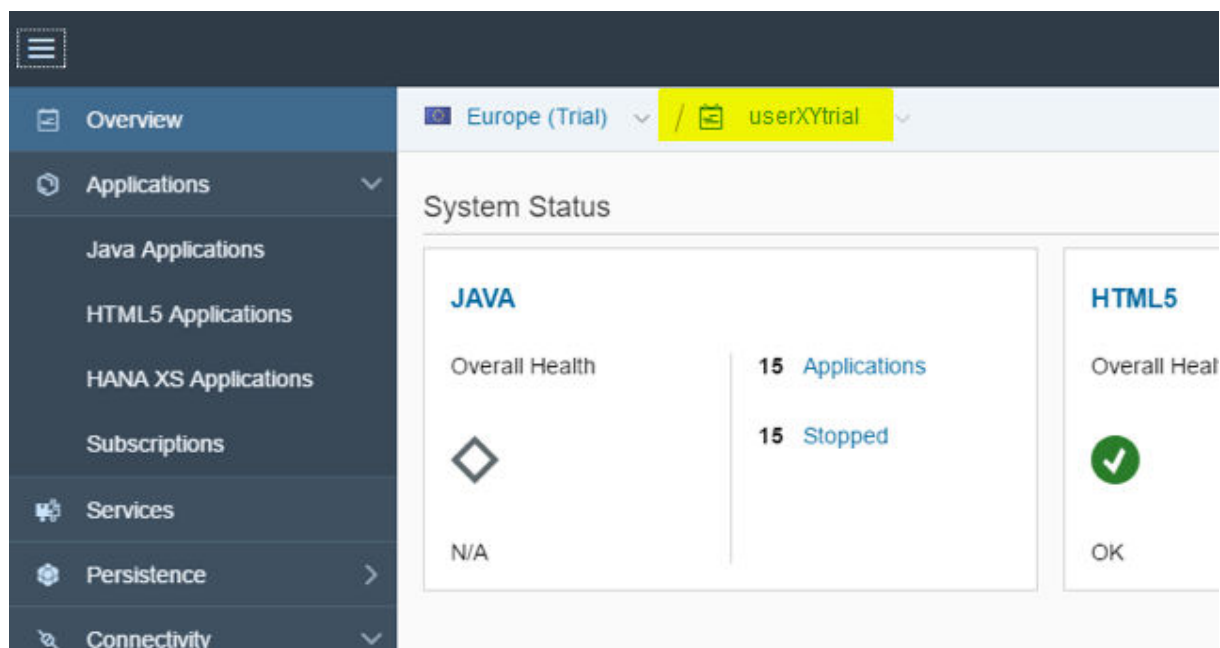 Overview
Applications
Java Applications
HTML5 Applications
HANA XS Applications
Subscriptions
Services
Persistence
Connectivity
Europe (Trial) / userXYtrial
System Status
JAVA
Overall Health
N/A
15 Applications
15 Stopped
HTML5
Overall Heal
OK